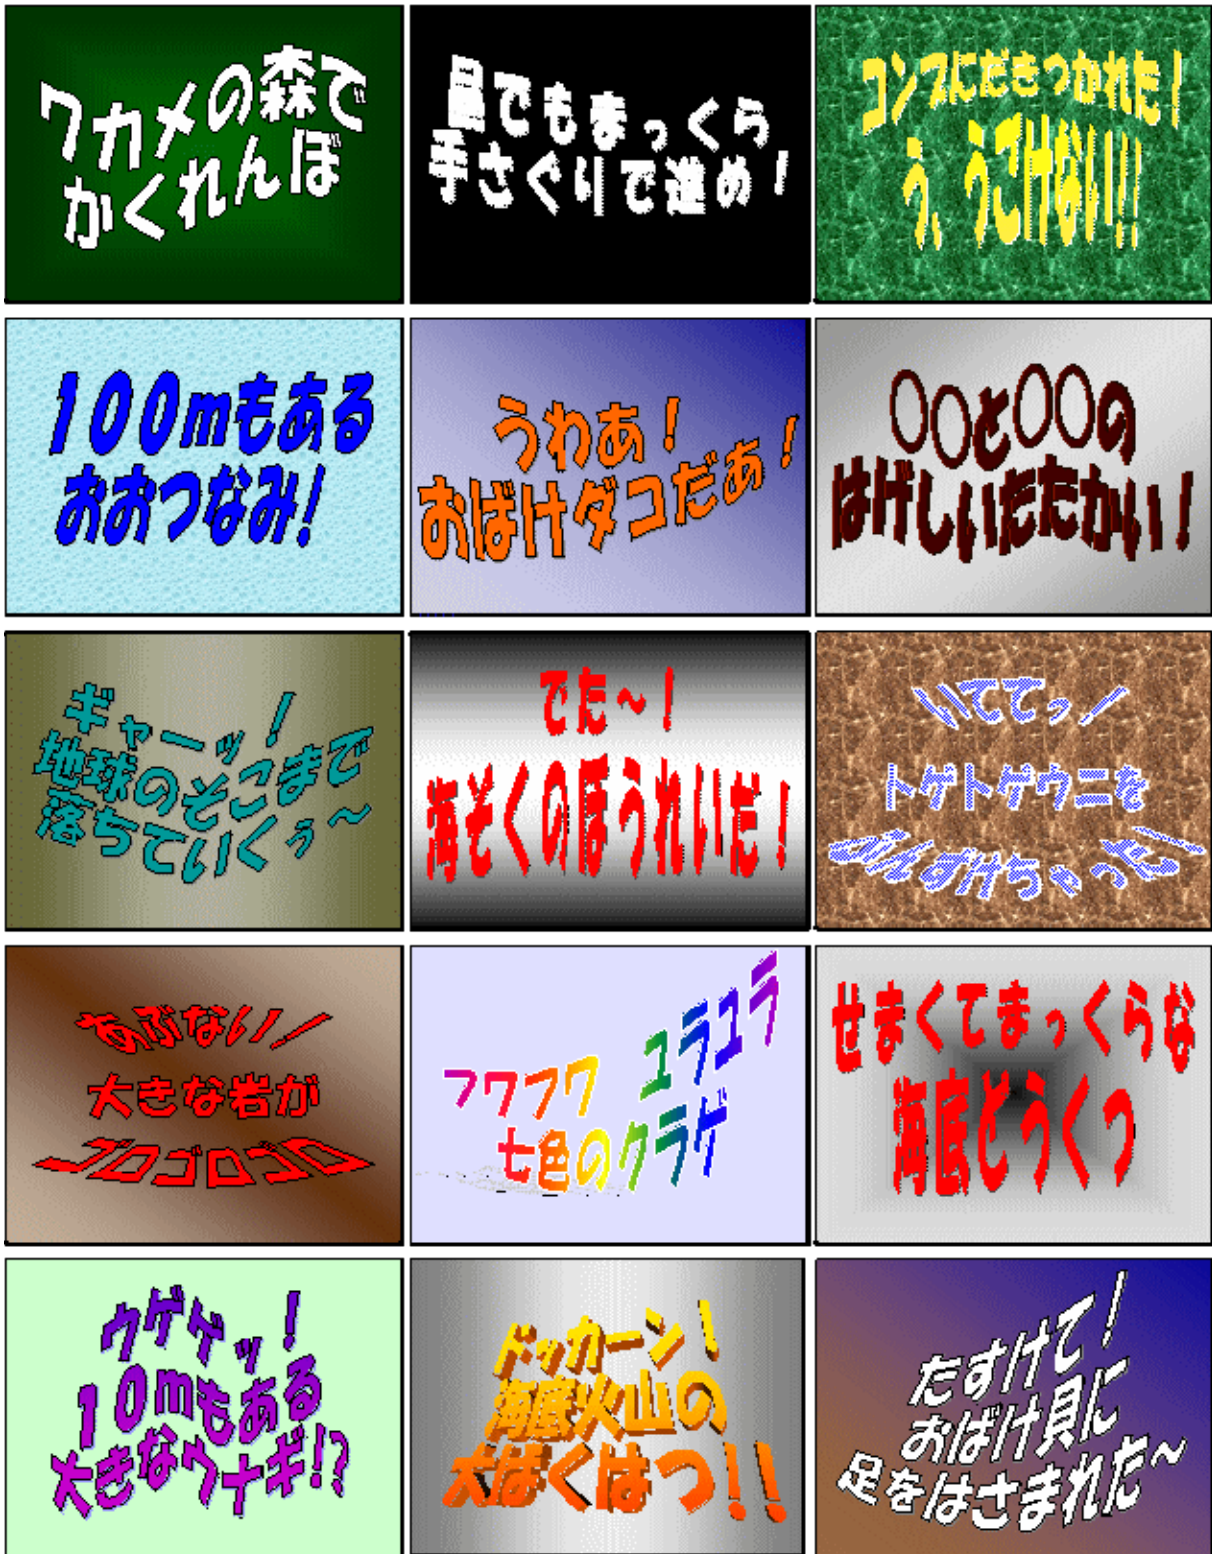 ワカメの森で
かくれんぼ
昼でもまっくら
手さぐりで進め！
コンブにだきつかれた！
う、うごけない!!
100mもある
おおつなみ！
うわあ！
おばけダコだあ！
○○と○○の
はげしいたたかい！
ギャーッ！
地球のそこまで
落ちていくぅ〜
でた〜！
海ぞくのぼうれいだ！
いててっ！
トゲトゲウニを
ふんずけちゃった！
あぶない！
大きな岩が
ゴロゴロゴロ
フワフワ ユラユラ
七色のクラゲ
せまくてまっくらな
海底どうくつ
ウゲゲッ！
10mもある
大きなウナギ!?
ドッカーン！
海底火山の
大ばくはつ！！
たすけて！
おばけ貝に
足をはさまれた〜